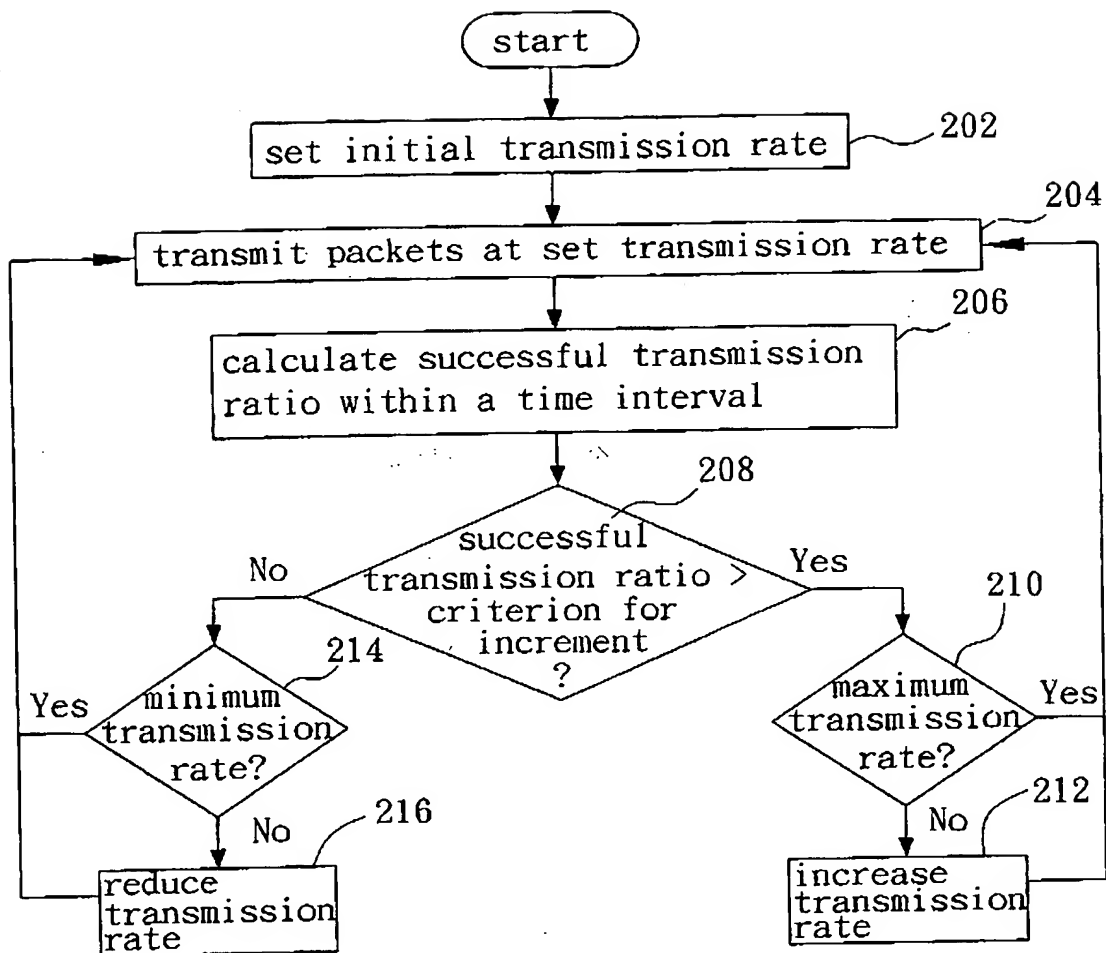 start
set initial transmission rate
202
transmit packets at set transmission rate
204
calculate successful transmission
ratio within a time interval
206
successful
transmission ratio >
criterion for
increment
?
208
No
Yes
minimum
transmission
rate?
214
Yes
No
maximum
transmission
rate?
210
Yes
No
reduce
transmission
rate
216
increase
transmission
rate
212